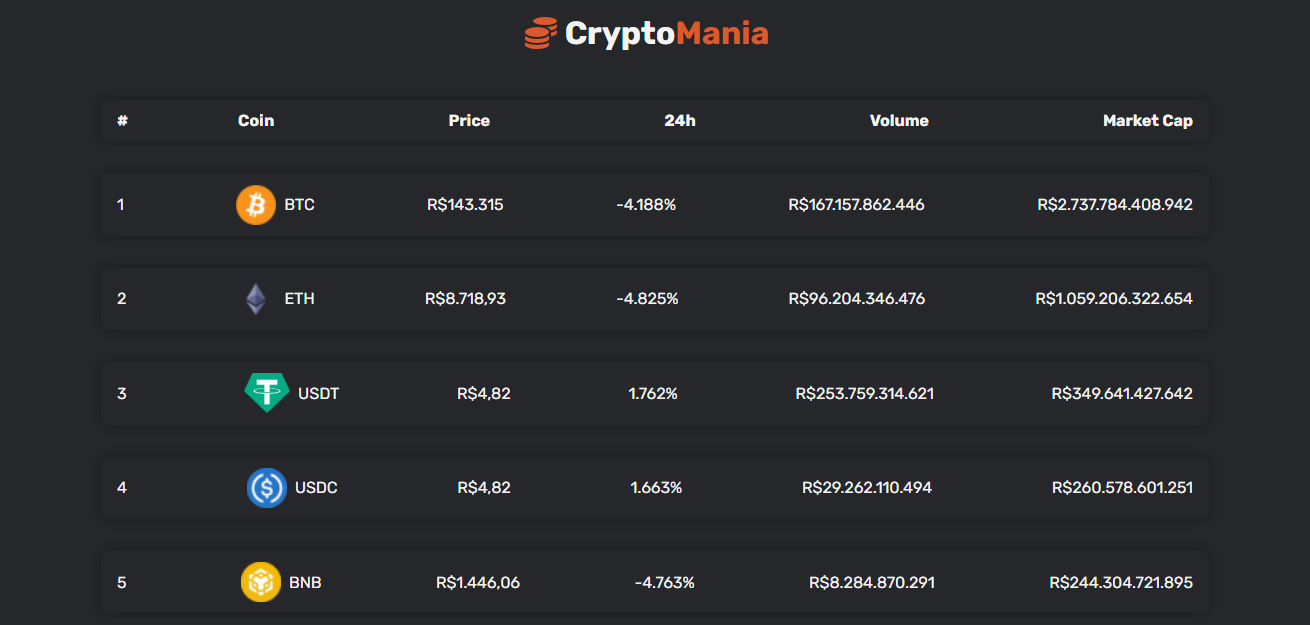 CryptoMania
# Coin Price 24h Volume Market Cap
1 BTC R$143.315 -4.188% R$167.157.862.446 R$2.737.784.408.942
2 ETH R$8.718,93 -4.825% R$96.204.346.476 R$1.059.206.322.654
3 USDT R$4,82 1.762% R$253.759.314.621 R$349.641.427.642
4 USDC R$4,82 1.663% R$29.262.110.494 R$260.578.601.251
5 BNB R$1.446,06 -4.763% R$8.284.870.291 R$244.304.721.895